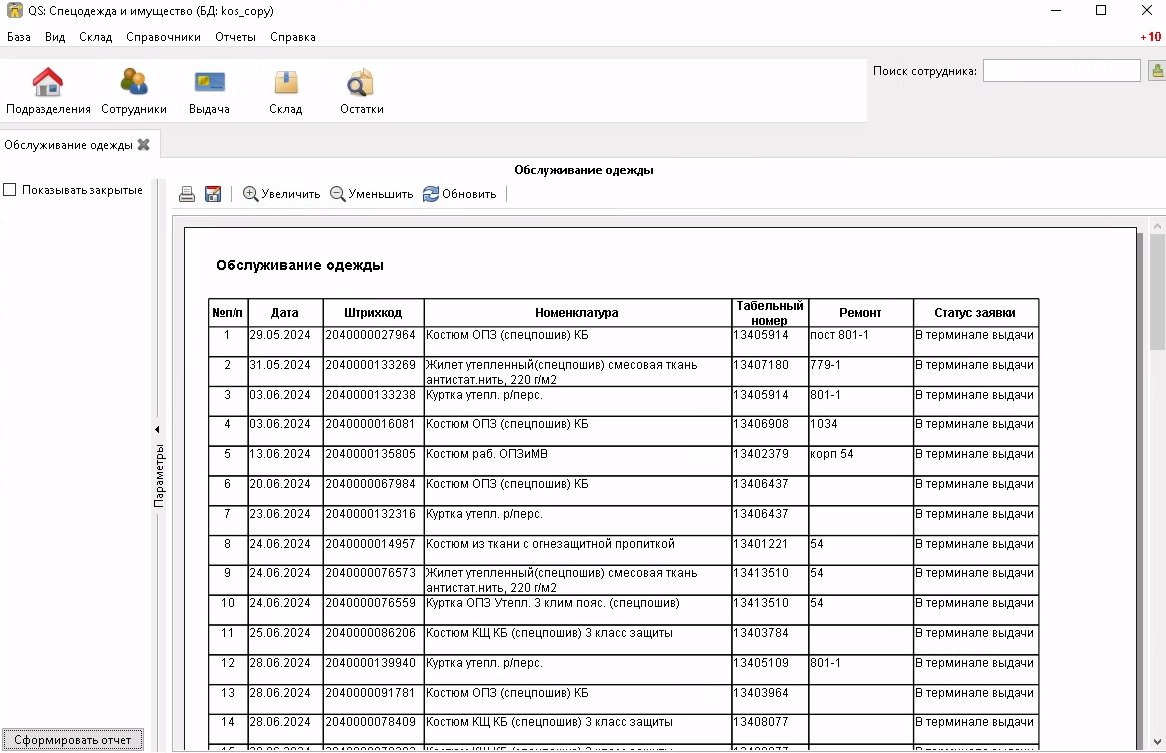 QS: Спецодежда и имущество (БД: kos_copy)
База Вид Склад Справочники Отчеты Справка +10
Подразделения Сотрудники Выдача Склад Остатки Поиск сотрудника:
Обслуживание одежды
Обслуживание одежды
Показывать закрытые
Увеличить Уменьшить Обновить
Параметры
Обслуживание одежды
№п/п Дата Штрихкод Номенклатура Табельный номер Ремонт Статус заявки
1 29.05.2024 2040000027964 Костюм ОПЗ (спецпошив) КБ 13405914 пост 801-1 В терминале выдачи
2 31.05.2024 2040000133269 Жилет утепленный(спецпошив) смесовая ткань 13407180 779-1 В терминале выдачи
антистат.нить, 220 г/м2
3 03.06.2024 2040000133238 Куртка утепл. р/перс. 13405914 801-1 В терминале выдачи
4 03.06.2024 2040000016081 Костюм ОПЗ (спецпошив) КБ 13406908 1034 В терминале выдачи
5 13.06.2024 2040000135805 Костюм раб. ОПЗиМВ 13402379 корп 54 В терминале выдачи
6 20.06.2024 2040000067984 Костюм ОПЗ (спецпошив) КБ 13406437 В терминале выдачи
7 23.06.2024 2040000132316 Куртка утепл. р/перс. 13406437 В терминале выдачи
8 24.06.2024 2040000014957 Костюм из ткани с огнезащитной пропиткой 13401221 54 В терминале выдачи
9 24.06.2024 2040000076573 Жилет утепленный(спецпошив) смесовая ткань 13413510 54 В терминале выдачи
антистат.нить, 220 г/м2
10 24.06.2024 2040000076559 Куртка ОПЗ Утепл. 3 клим пояс. (спецпошив) 13413510 54 В терминале выдачи
11 25.06.2024 2040000086206 Костюм КЩ КБ (спецпошив) 3 класс защиты 13403784 В терминале выдачи
12 28.06.2024 2040000139940 Куртка утепл. р/перс. 13405109 801-1 В терминале выдачи
13 28.06.2024 2040000091781 Костюм ОПЗ (спецпошив) КБ 13403964 В терминале выдачи
14 28.06.2024 2040000078409 Костюм КЩ КБ (спецпошив) 3 класс защиты 13408077 В терминале выдачи
Сформировать отчет